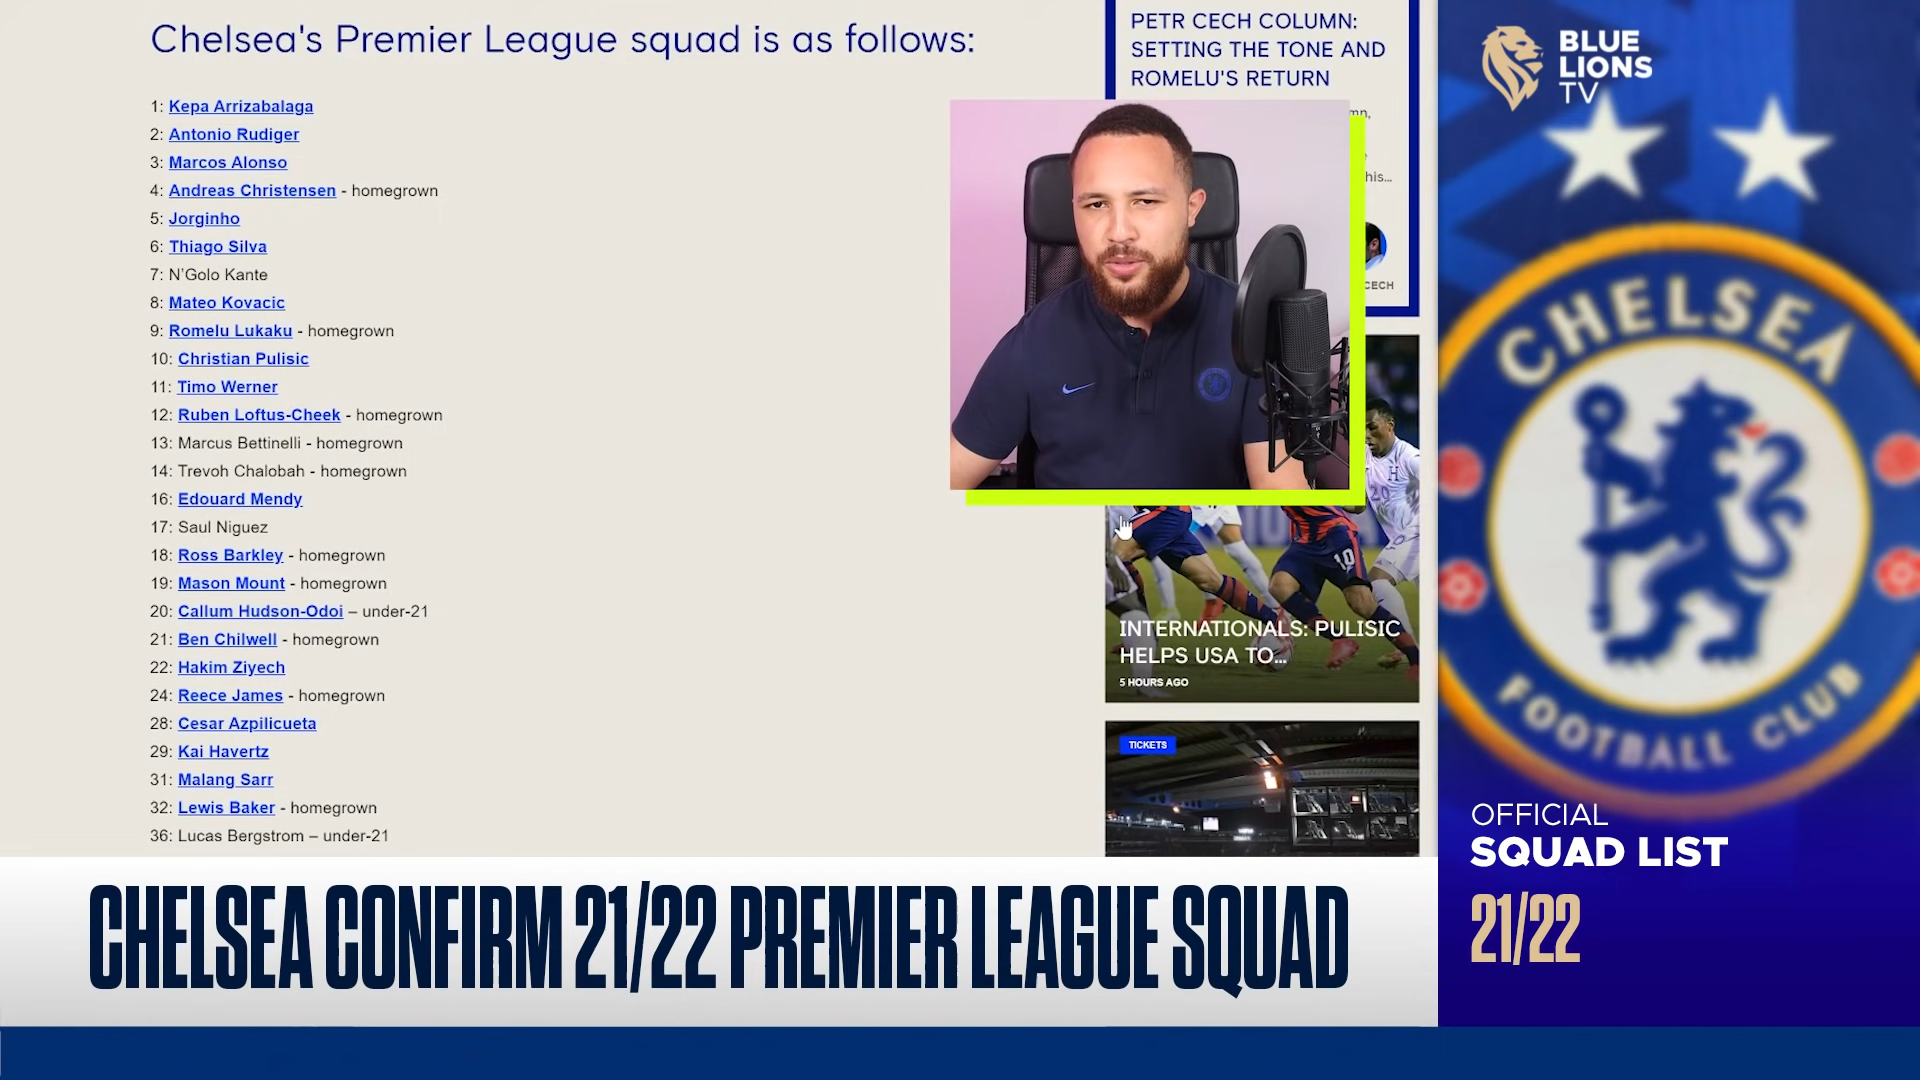 Chelsea's Premier League squad is as follows:
1: Kepa Arrizabalaga
2: Antonio Rudiger
3: Marcos Alonso
4: Andreas Christensen - homegrown
5: Jorginho
6: Thiago Silva
7: N'Golo Kante
8: Mateo Kovacic
9: Romelu Lukaku - homegrown
10: Christian Pulisic
11: Timo Werner
12: Ruben Loftus-Cheek - homegrown
13: Marcus Bettinelli - homegrown
14: Trevoh Chalobah - homegrown
16: Edouard Mendy
17: Saul Niguez
18: Ross Barkley - homegrown
19: Mason Mount - homegrown
20: Callum Hudson-Odoi – under-21
21: Ben Chilwell - homegrown
22: Hakim Ziyech
24: Reece James - homegrown
28: Cesar Azpilicueta
29: Kai Havertz
31: Malang Sarr
32: Lewis Baker - homegrown
36: Lucas Bergstrom – under-21
PETR CECH COLUMN:
SETTING THE TONE AND
ROMELU'S RETURN
his...
CECH
H
20
10
INTERNATIONALS: PULISIC
HELPS USA TO...
5 HOURS AGO
TICKETS
BLUE
LIONS
TV
CHELSEA
FOOTBALL CLUB
OFFICIAL
SQUAD LIST
21/22
CHELSEA CONFIRM 21/22 PREMIER LEAGUE SQUAD